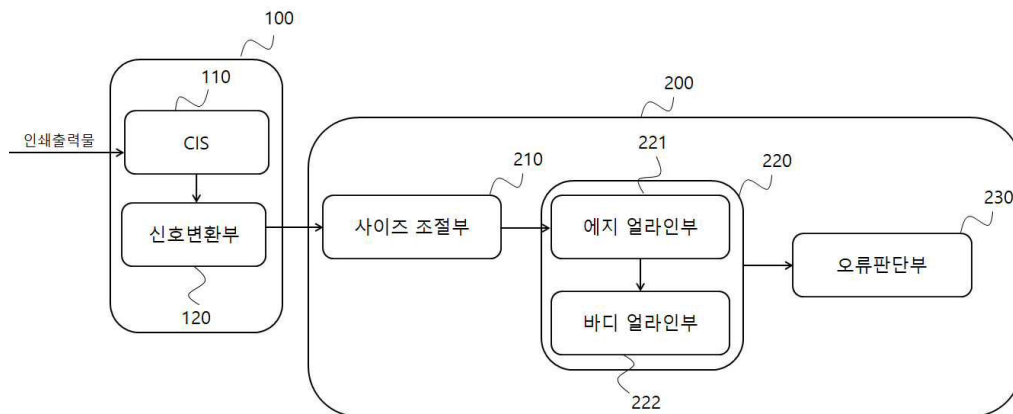 100
110
인쇄출력물
CIS
신호변환부
120
200
210
사이즈 조절부
221
220
에지 얼라인부
바디 얼라인부
222
230
오류판단부